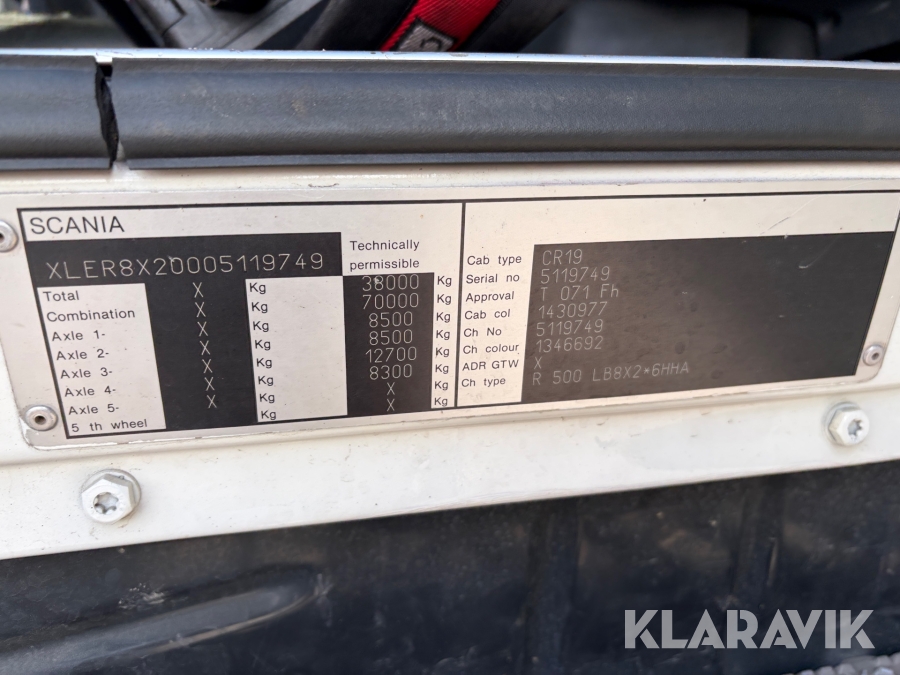 SCANIA
XLER8X20005119749
Technically
permissible
Total X Kg 38000 Kg
Combination X Kg 70000 Kg
Axle 1- X Kg 8500 Kg
Axle 2- X Kg 8500 Kg
Axle 3- X Kg 12700 Kg
Axle 4- X Kg 8300 Kg
Axle 5- X Kg X Kg
5 th wheel Kg X Kg
Cab type CR19
Serial no 5119749
Approval T 071 Fh
Cab col 1430977
Ch No 5119749
Ch colour 1346692
ADR GTW X
Ch type R 500 LB8X2*6HHA
KLARAVIK